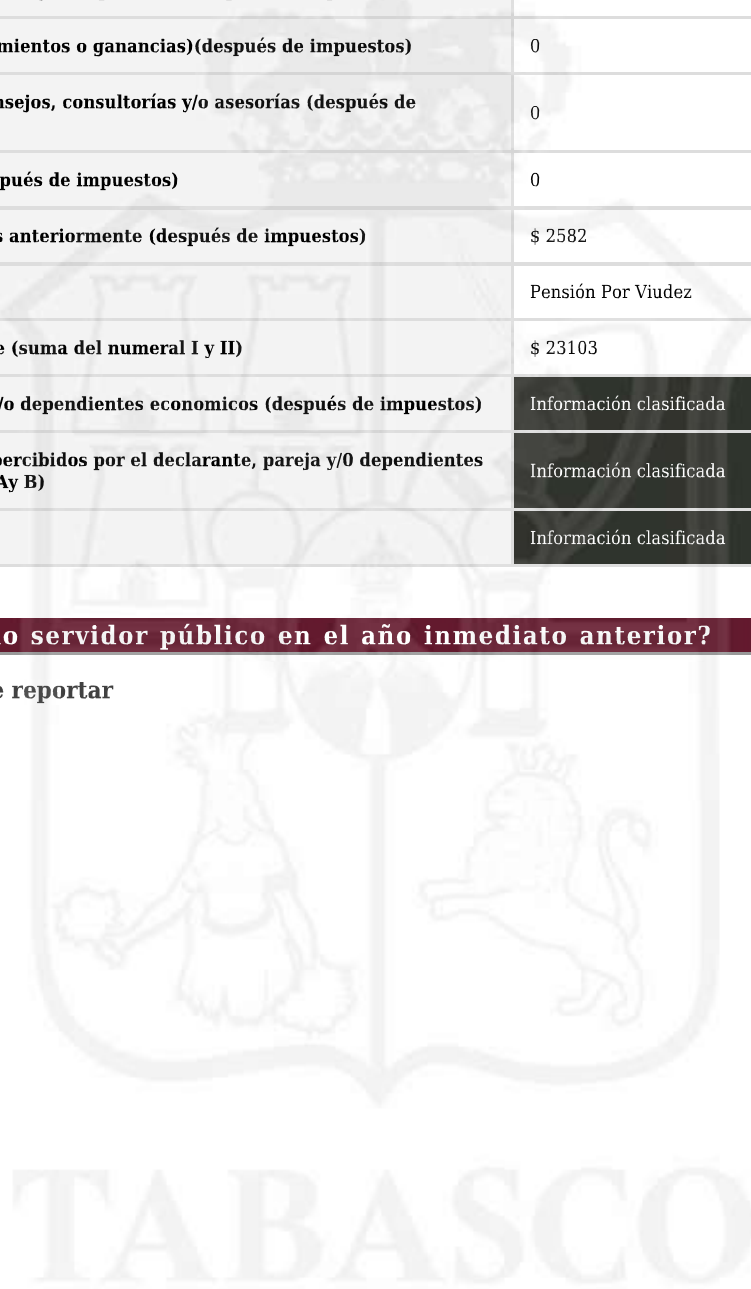 mientos o ganancias)(después de impuestos) 0
nsejos, consultorías y/o asesorías (después de
0
pués de impuestos) 0
s anteriormente (después de impuestos) $ 2582
Pensión Por Viudez
e (suma del numeral I y II) $ 23103
/o dependientes economicos (después de impuestos) Información clasificada
percibidos por el declarante, pareja y/0 dependientes
Ay B)
Información clasificada
Información clasificada
o servidor público en el año inmediato anterior?
e reportar
TABASCO